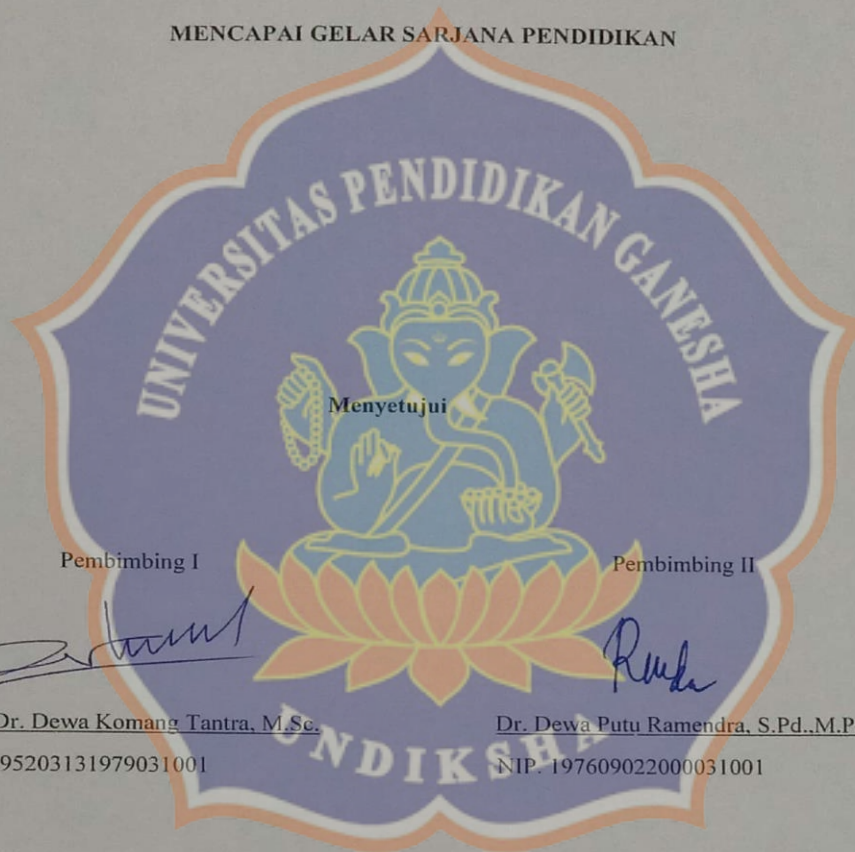 MENCAPAI GELAR SARJANA PENDIDIKAN
UNIVERSITAS PENDIDIKAN GANESHA
Menyetujui
Pembimbing I
Pembimbing II
Dr. Dewa Komang Tantra, M.Sc.
Dr. Dewa Putu Ramendra, S.Pd.,M.P
195203131979031001
NIP. 197609022000031001
UNDIKSHA